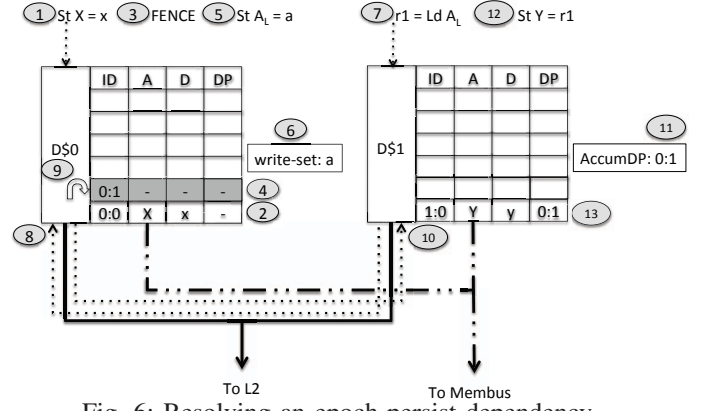 1 St X = x 3 FENCE 5 St A_L = a 7 r1 = Ld A_L 12 St Y = r1
ID A D DP ID A D DP
6 11
D$0 write-set: a D$1 AccumDP: 0:1
9
0:1 - - - 4
0:0 X x - 2 1:0 Y y 0:1 13
8 10
To L2 To Membus
Fig. 6: Resolving an epoch persist dependency